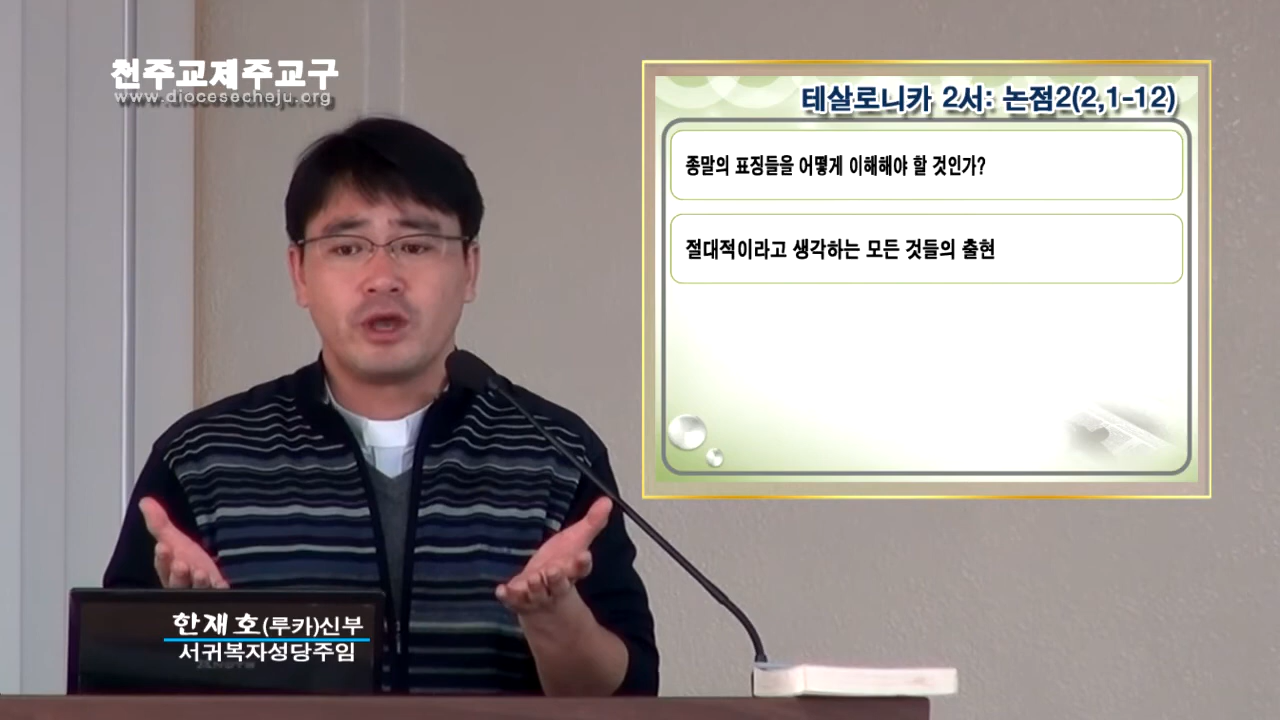 천주교제주교구
www.diocesecheju.org
테살로니카 2서: 논점2(2,1-12)
종말의 표징들을 어떻게 이해해야 할 것인가?
절대적이라고 생각하는 모든 것들의 출현
한재호(루카)신부
서귀복자성당주임